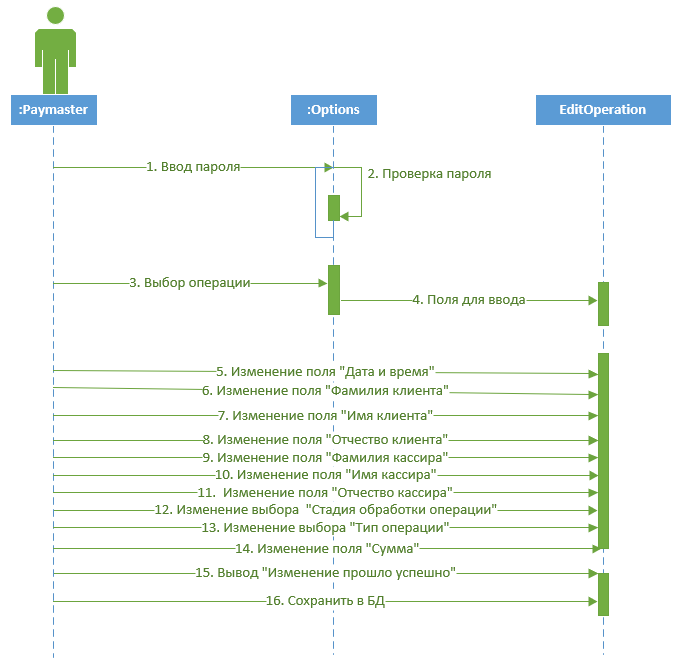 :Paymaster
:Options
EditOperation
1. Ввод пароля
2. Проверка пароля
3. Выбор операции
4. Поля для ввода
5. Изменение поля "Дата и время"
6. Изменение поля "Фамилия клиента"
7. Изменение поля "Имя клиента"
8. Изменение поля "Отчество клиента"
9. Изменение поля "Фамилия кассира"
10. Изменение поля "Имя кассира"
11. Изменение поля "Отчество кассира"
12. Изменение выбора "Стадия обработки операции"
13. Изменение выбора "Тип операции"
14. Изменение поля "Сумма"
15. Вывод "Изменение прошло успешно"
16. Сохранить в БД